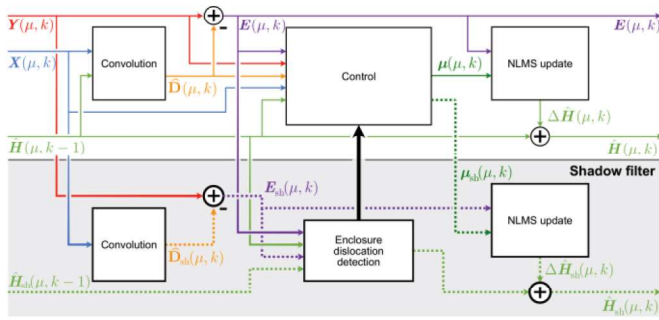 Y(μ, k)
E(μ, k)
E(μ, k)
X(μ, k)
Convolution
D̂(μ, k)
Control
μ(μ, k)
NLMS update
ΔĤ(μ, k)
Ĥ(μ, k−1)
Ĥ(μ, k)
Shadow filter
E_sh(μ, k)
μ_sh(μ, k)
Convolution
D̂_sh(μ, k)
Enclosure
dislocation
detection
NLMS update
ΔĤ_sh(μ, k)
Ĥ_sh(μ, k−1)
Ĥ_sh(μ, k)